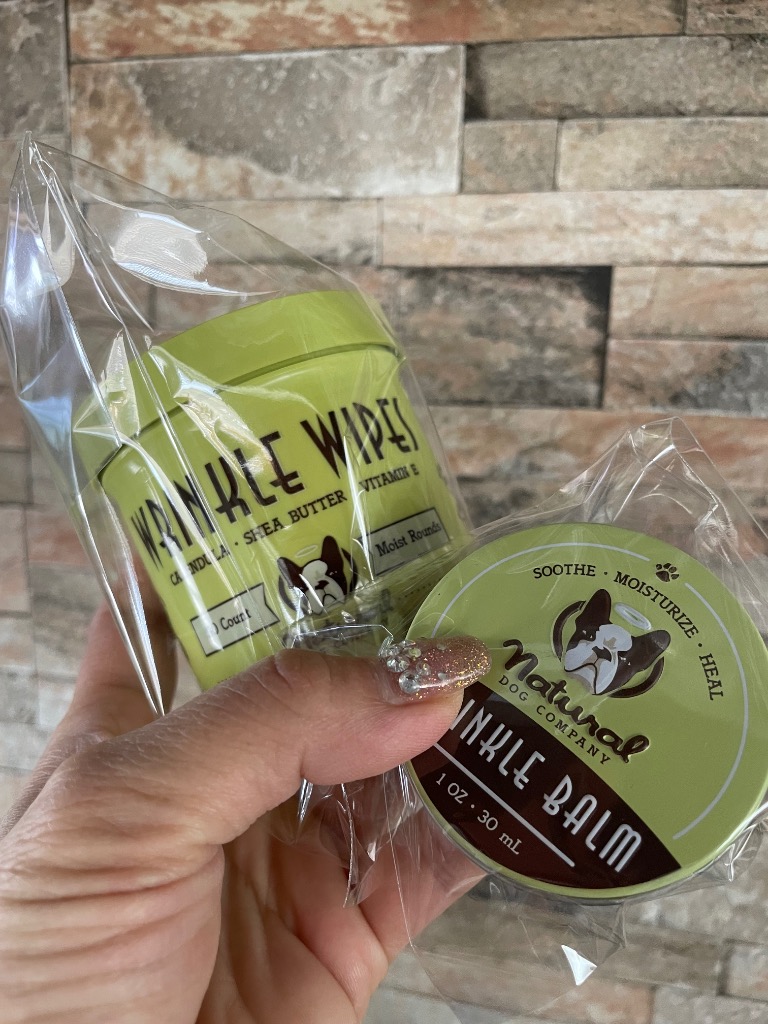 WRINKLE WIPES
CALENDULA · SHEA BUTTER · VITAMIN E
Moist Rounds
Count
SOOTHE · MOISTURIZE · HEAL
Natural
DOG COMPANY
INKLE BALM
1 OZ · 30 mL